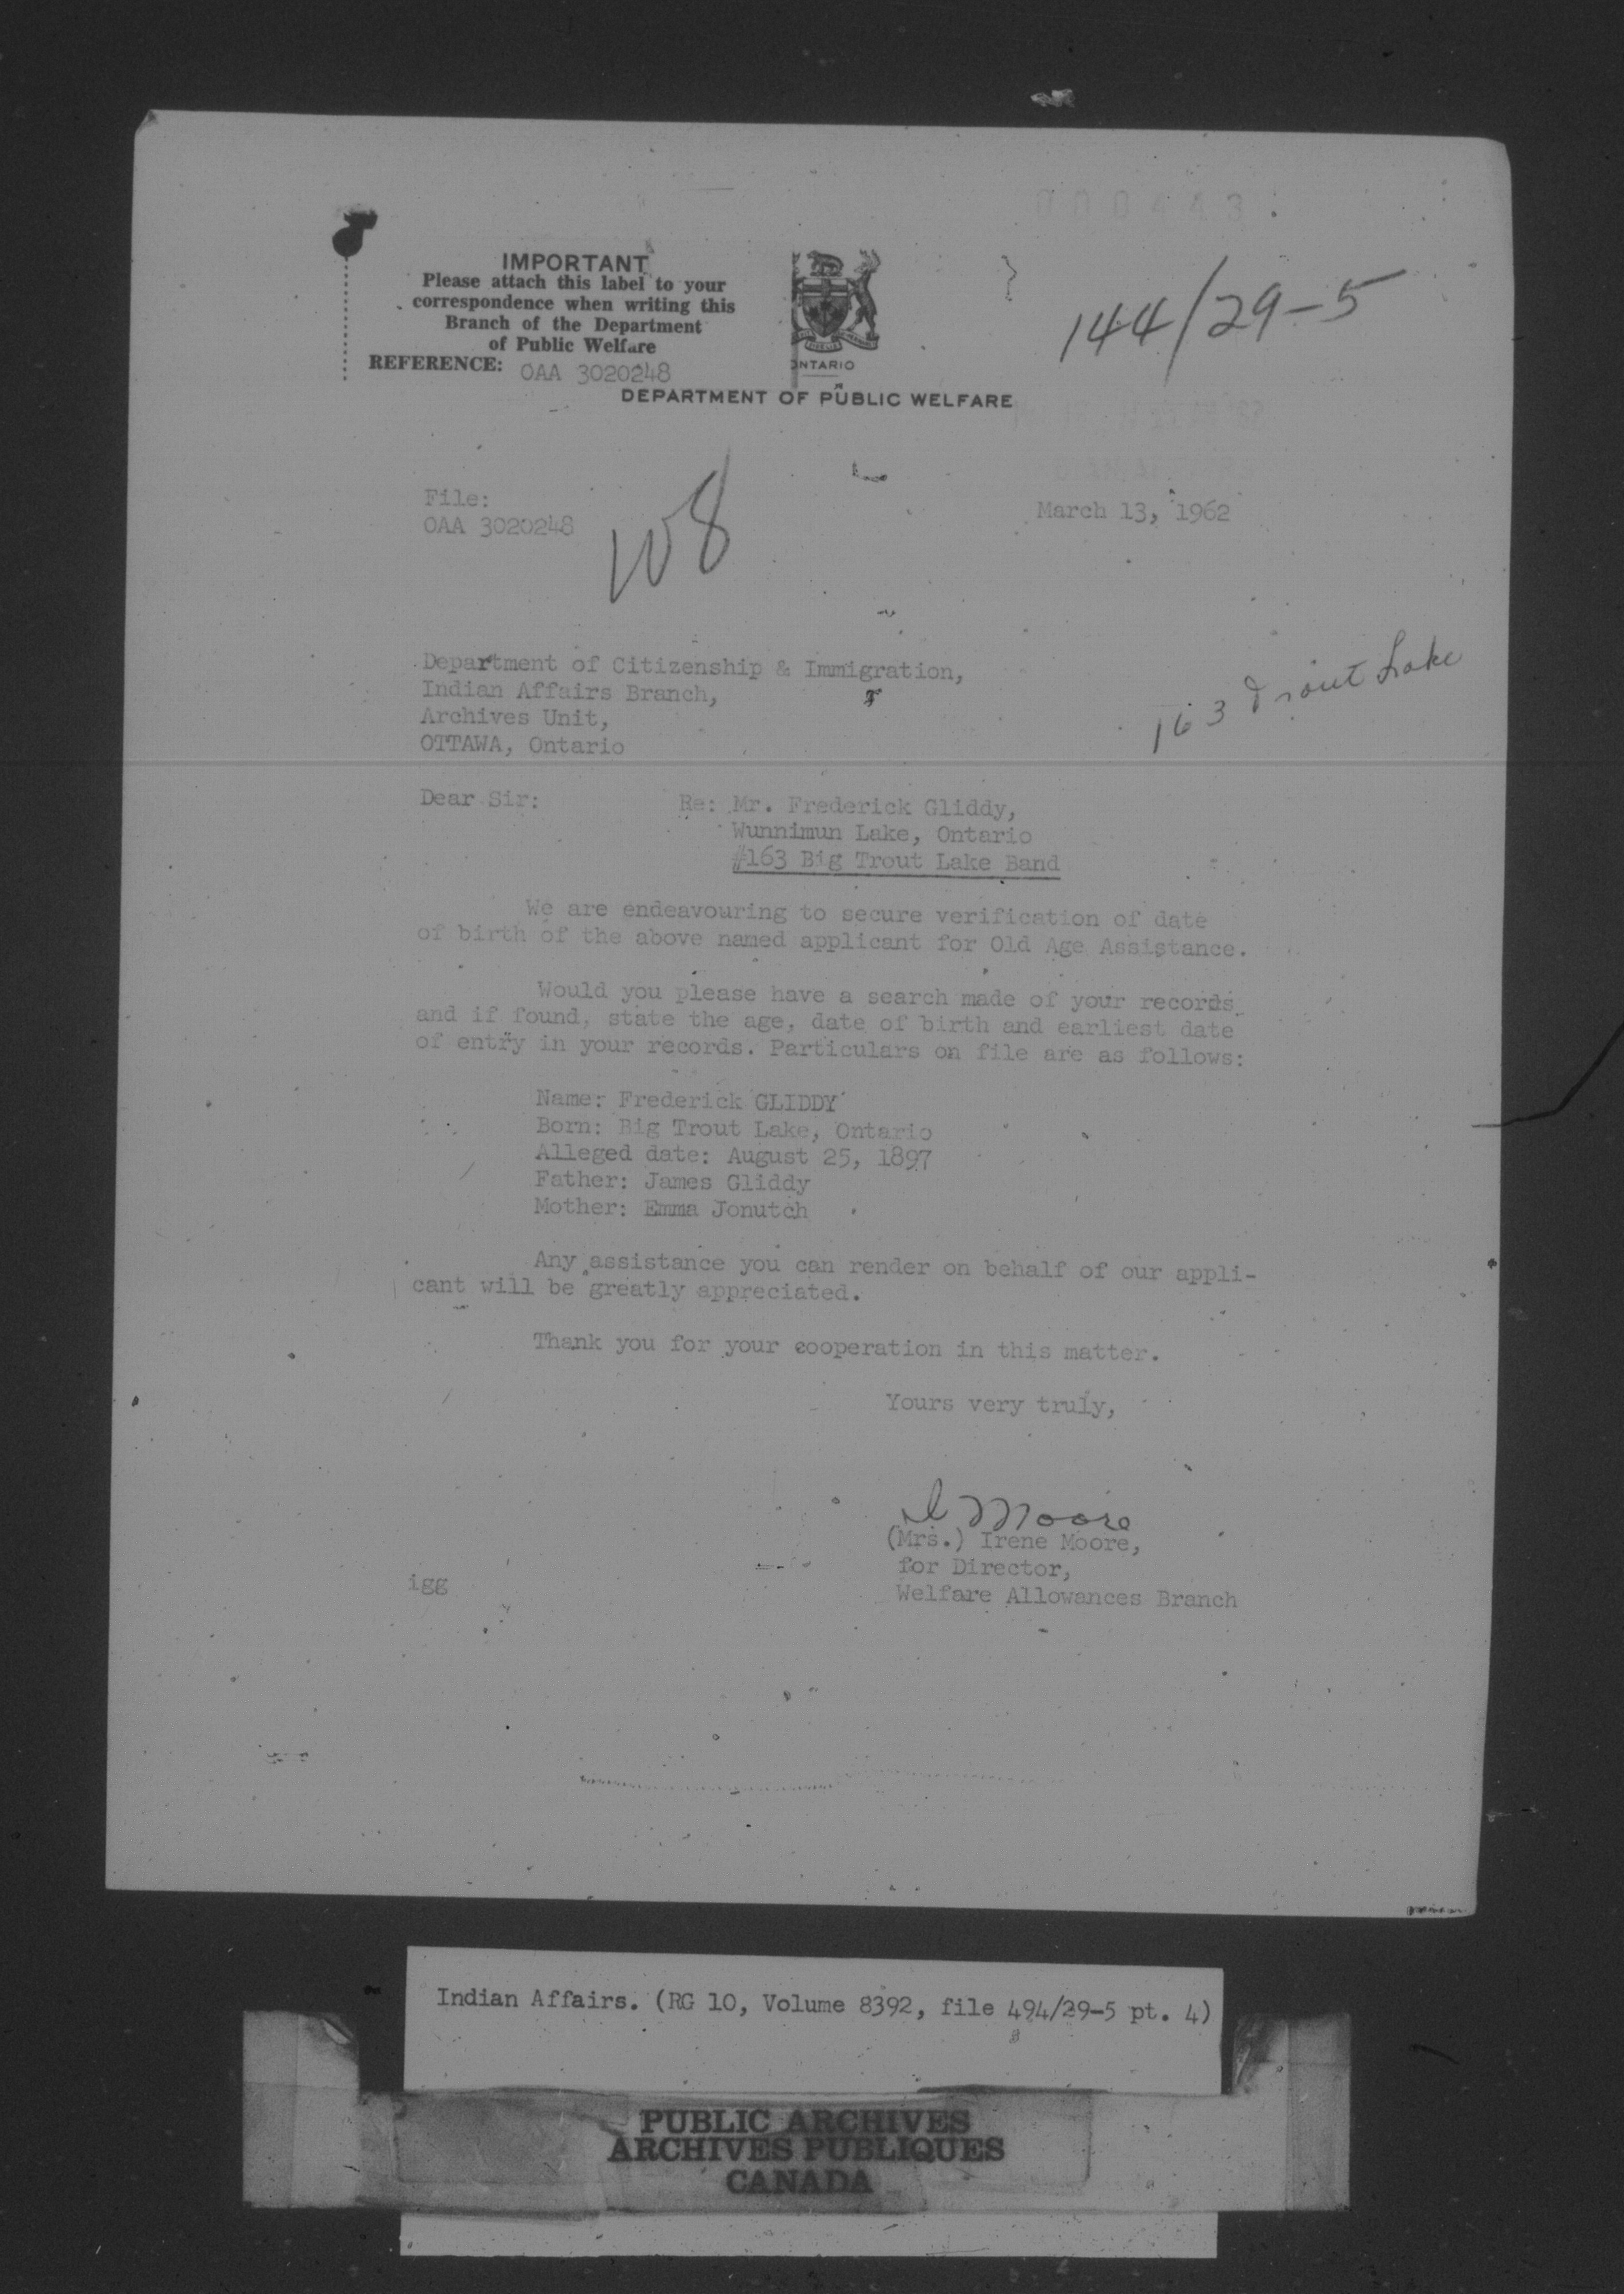 IMPORTANT
Please attach this label to your
correspondence when writing this
Branch of the Department
of Public Welfare
REFERENCE: OAA 3020248
ONTARIO
DEPARTMENT OF PUBLIC WELFARE
144/29-5
File:
OAA 3020248
108
March 13, 1962
Department of Citizenship & Immigration,
Indian Affairs Branch,
Archives Unit,
OTTAWA, Ontario
163 Trout Lake
Dear Sir:
Re: Mr. Frederick Gliddy,
Wunnimun Lake, Ontario
#163 Big Trout Lake Band
We are endeavouring to secure verification of date
of birth of the above named applicant for Old Age Assistance.
Would you please have a search made of your records
and if found, state the age, date of birth and earliest date
of entry in your records. Particulars on file are as follows:
Name: Frederick GLIDDY
Born: Big Trout Lake, Ontario
Alleged date: August 25, 1897
Father: James Gliddy
Mother: Emma Jonutch
Any assistance you can render on behalf of our appli-
cant will be greatly appreciated.
Thank you for your cooperation in this matter.
Yours very truly,
I Moore
(Mrs.) Irene Moore,
for Director,
Welfare Allowances Branch
igg
Indian Affairs. (RG 10, Volume 8392, file 494/29-5 pt. 4)
PUBLIC ARCHIVES
ARCHIVES PUBLIQUES
CANADA